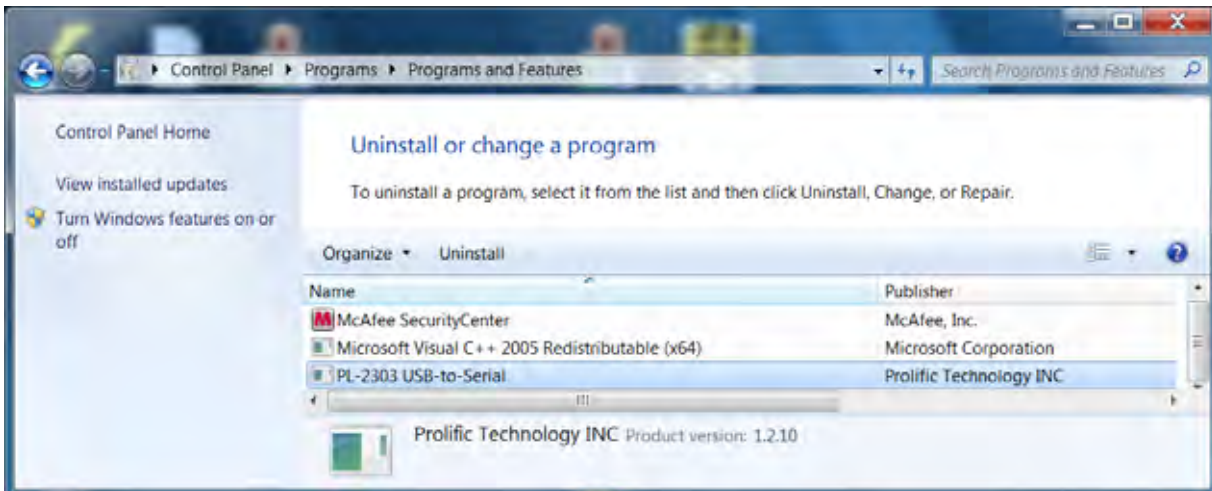 Control Panel Programs Programs and Features Search Programs and Features
Control Panel Home
View installed updates
Turn Windows features on or
off
Uninstall or change a program
To uninstall a program, select it from the list and then click Uninstall, Change, or Repair.
Organize Uninstall
Name Publisher
McAfee SecurityCenter McAfee, Inc.
Microsoft Visual C++ 2005 Redistributable (x64) Microsoft Corporation
PL-2303 USB-to-Serial Prolific Technology INC
Prolific Technology INC Product version: 1.2.10